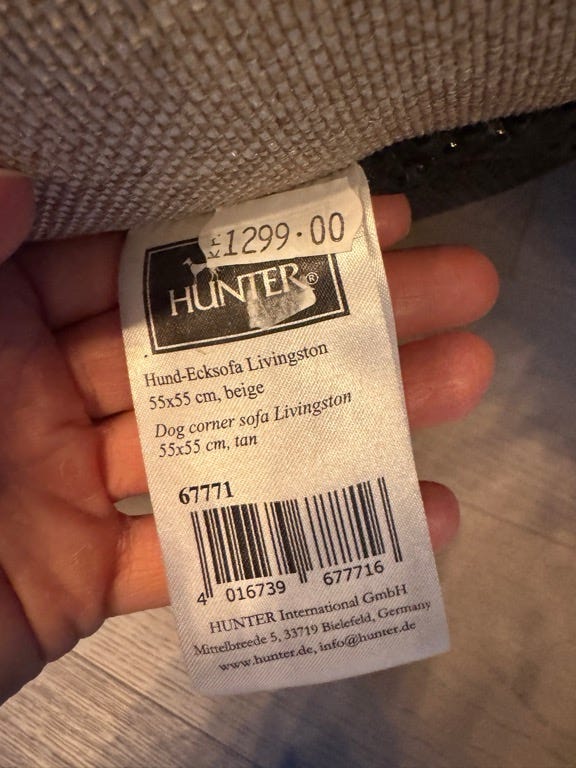 1299.00
HUNTER®
Hund-Ecksofa Livingston
55x55 cm, beige
Dog corner sofa Livingston
55x55 cm, tan
67771
4 016739 677716
HUNTER International GmbH
Mittelbreede 5, 33719 Bielefeld, Germany
www.hunter.de, info@hunter.de